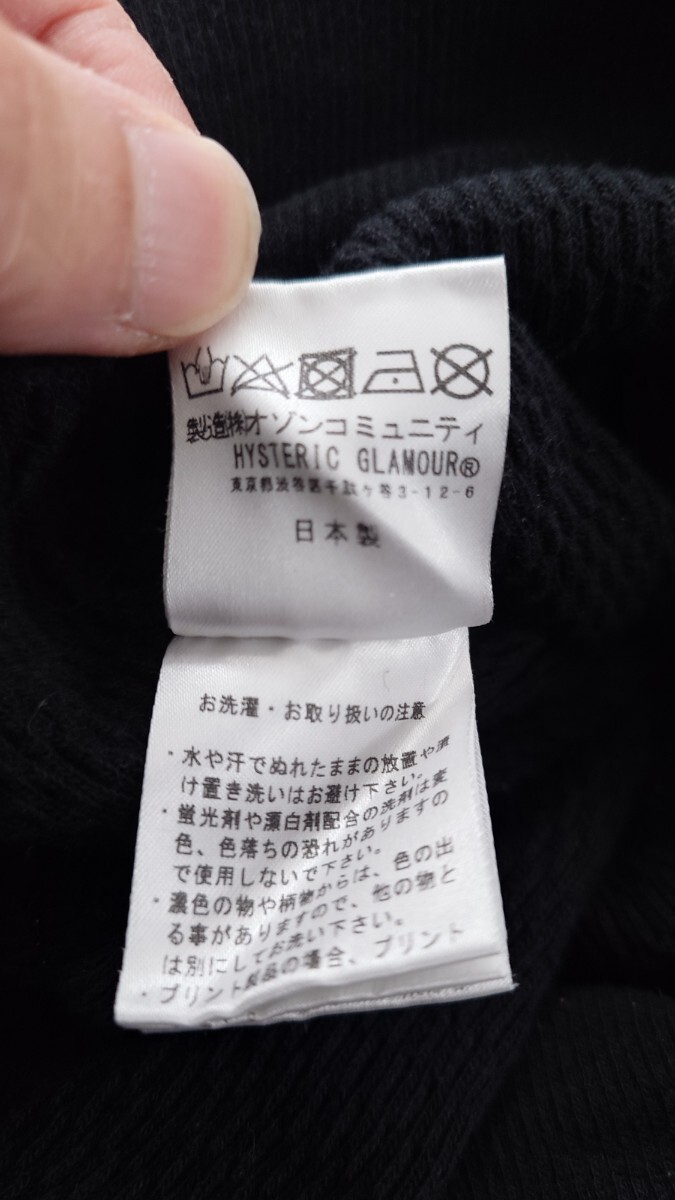 製造(株)オゾンコミュニティ
HYSTERIC GLAMOUR®
東京都渋谷区千駄ケ谷3-12-6
日本製
お洗濯・お取り扱いの注意
・水や汗でぬれたままの放置や漬
け置き洗いはお避け下さい。
・蛍光剤や漂白剤配合の洗剤は変
色、色落ちの恐れがありますの
で使用しないで下さい。
・濃色の物や柄物からは、色の出
る事がありますので、他の物と
は別にしてお洗い下さい。
・プリント製品の場合、プリント